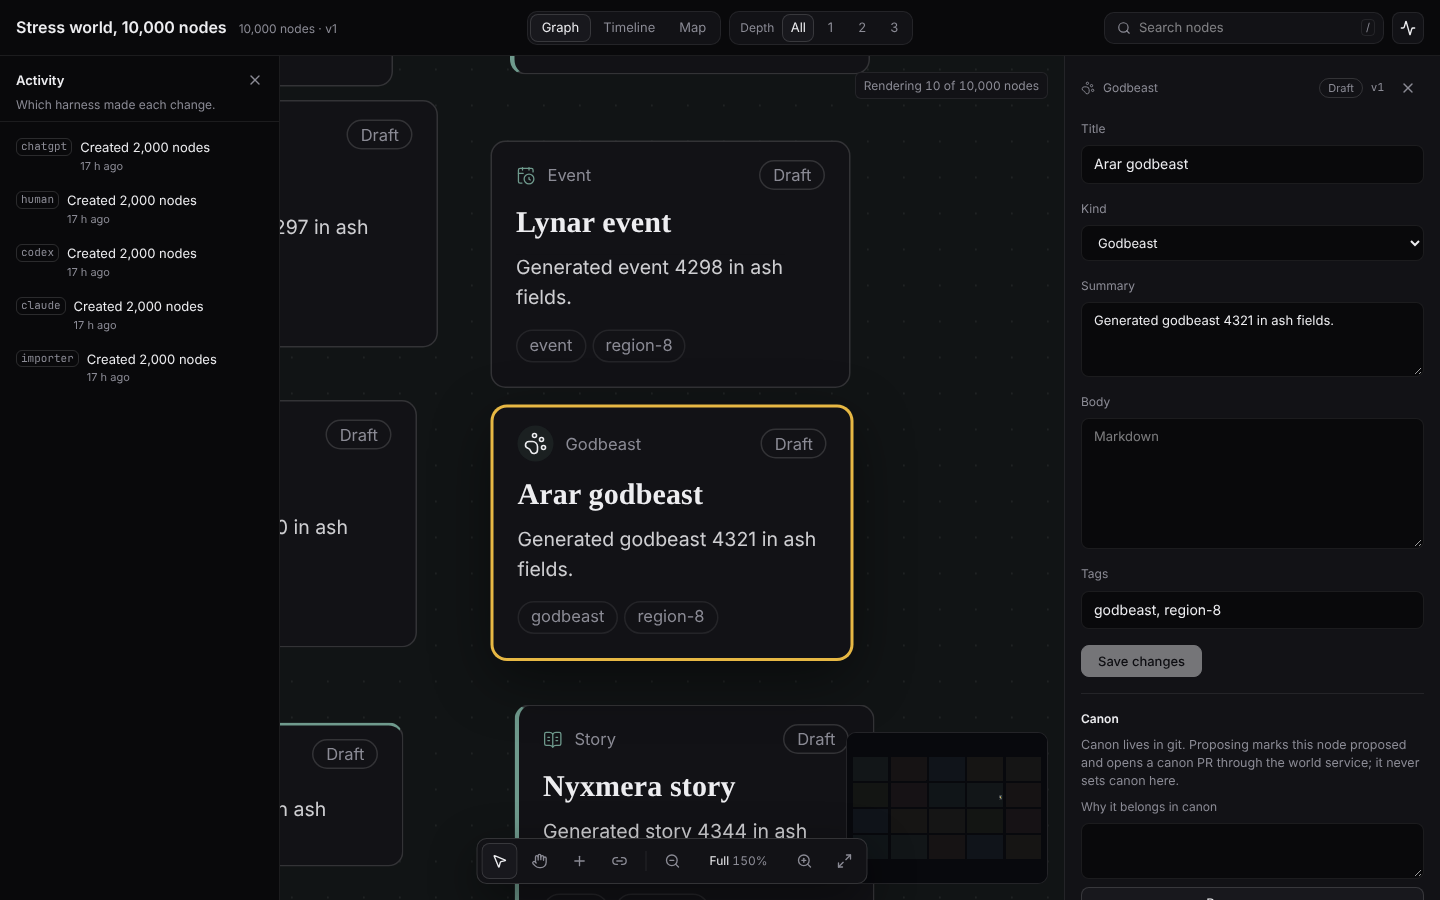 Stress world, 10,000 nodes
10,000 nodes · v1
Graph
Timeline
Map
Depth
All
1
2
3
Search nodes
/
Activity
Which harness made each change.
chatgpt
Created 2,000 nodes
17 h ago
human
Created 2,000 nodes
17 h ago
codex
Created 2,000 nodes
17 h ago
claude
Created 2,000 nodes
17 h ago
importer
Created 2,000 nodes
17 h ago
Rendering 10 of 10,000 nodes
Draft
297 in ash
Draft
0 in ash
Draft
ash
Event
Draft
Lynar event
Generated event 4298 in ash
fields.
event
region-8
Godbeast
Draft
Arar godbeast
Generated godbeast 4321 in ash
fields.
godbeast
region-8
Story
Draft
Nyxmera story
Generated story 4344 in ash
Full 150%
Godbeast
Draft
v1
Title
Arar godbeast
Kind
Godbeast
Summary
Generated godbeast 4321 in ash fields.
Body
Markdown
Tags
godbeast, region-8
Save changes
Canon
Canon lives in git. Proposing marks this node proposed
and opens a canon PR through the world service; it never
sets canon here.
Why it belongs in canon